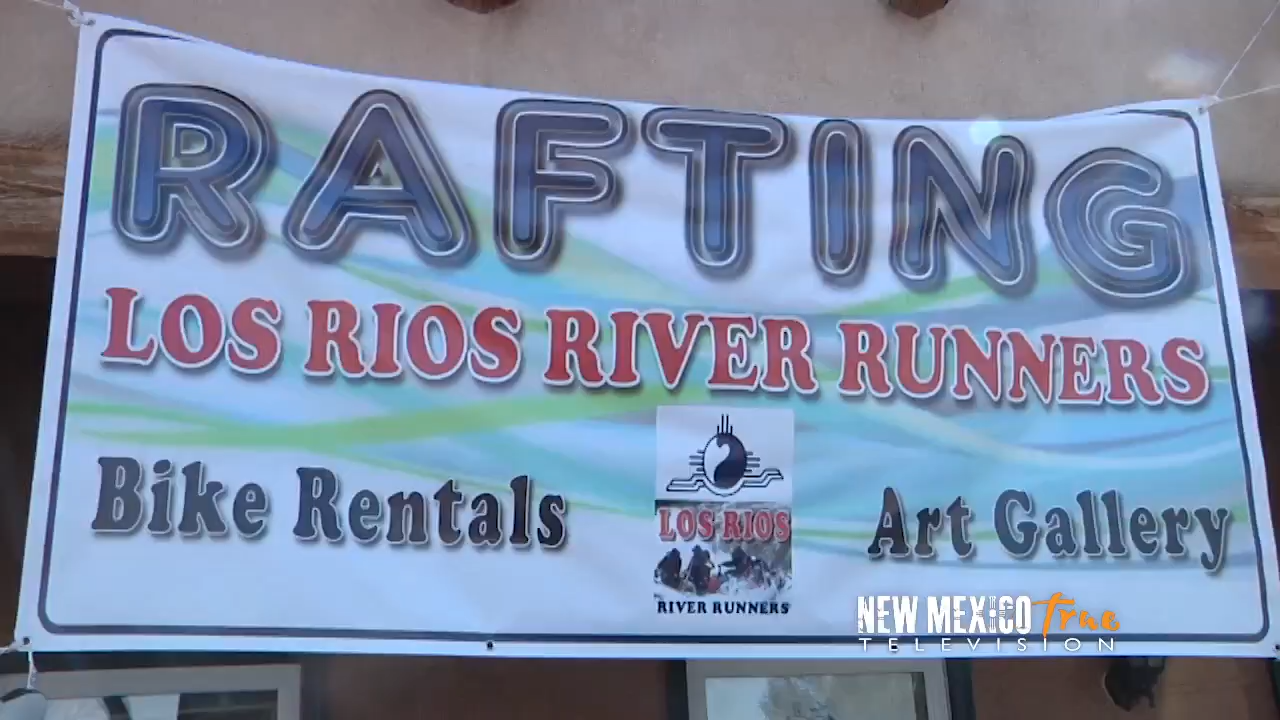 RAFTING
LOS RIOS RIVER RUNNERS
Bike Rentals
Art Gallery
LOS RIOS
RIVER RUNNERS
NEW MEXICO True
TELEVISION